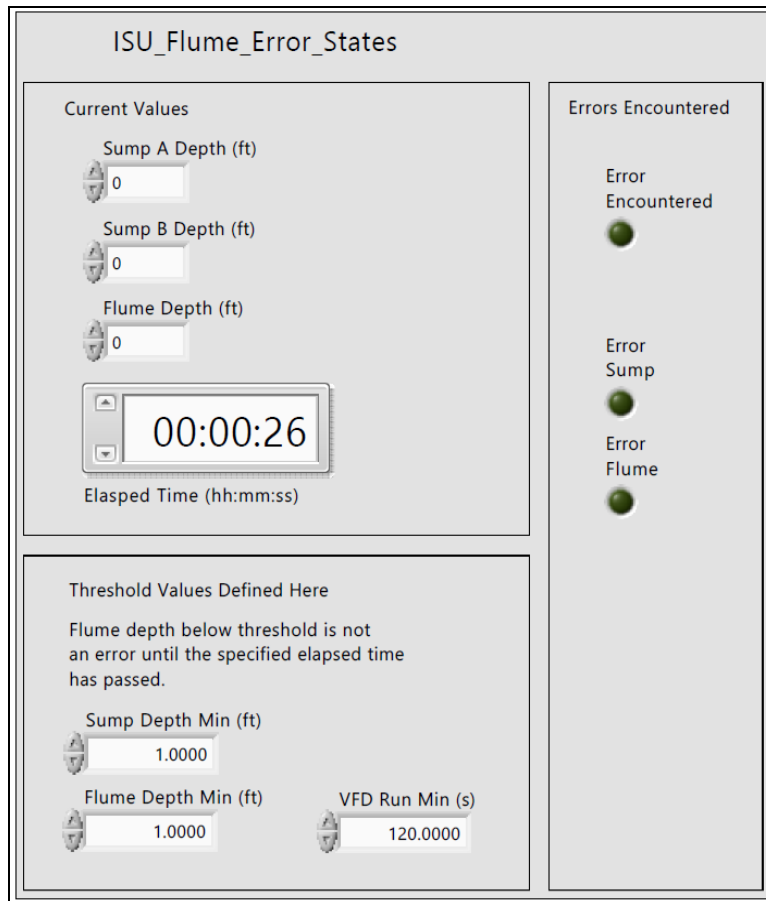 ISU_Flume_Error_States
Current Values
Sump A Depth (ft)
0
Sump B Depth (ft)
0
Flume Depth (ft)
0
00:00:26
Elasped Time (hh:mm:ss)
Errors Encountered
Error
Encountered
Error
Sump
Error
Flume
Threshold Values Defined Here
Flume depth below threshold is not
an error until the specified elapsed time
has passed.
Sump Depth Min (ft)
1.0000
Flume Depth Min (ft)
1.0000
VFD Run Min (s)
120.0000